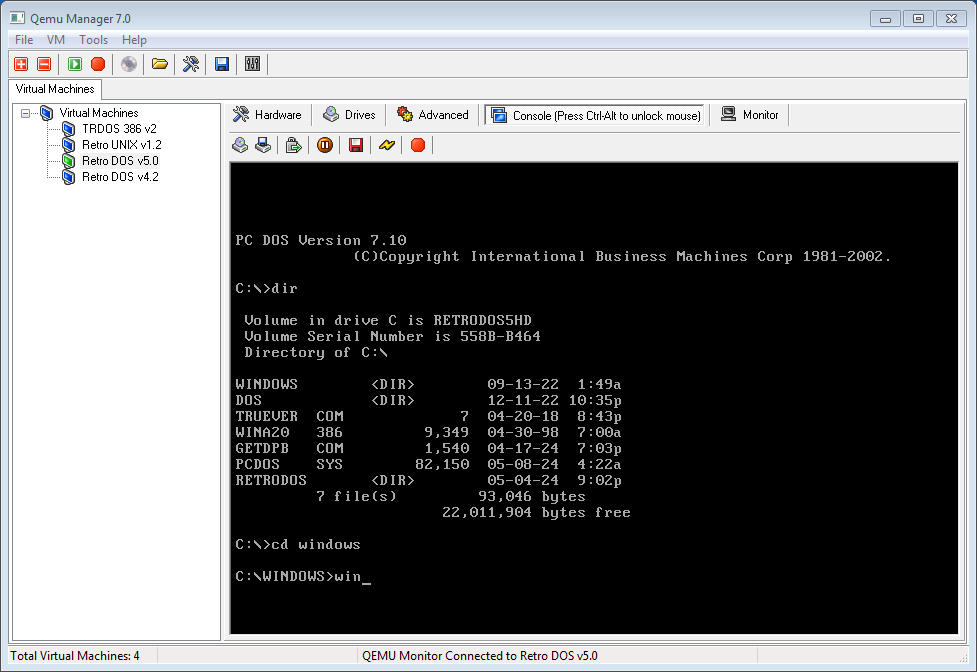 Qemu Manager 7.0
File VM Tools Help
Virtual Machines
Virtual Machines
TRDOS 386 v2
Retro UNIX v1.2
Retro DOS v5.0
Retro DOS v4.2
Hardware Drives Advanced Console (Press Ctrl-Alt to unlock mouse) Monitor
PC DOS Version 7.10
(C)Copyright International Business Machines Corp 1981-2002.
C:\>dir
Volume in drive C is RETRODOS5HD
Volume Serial Number is 558B-B464
Directory of C:\
WINDOWS <DIR> 09-13-22 1:49a
DOS <DIR> 12-11-22 10:35p
TRUEVER COM 7 04-20-18 8:43p
WINA20 386 9,349 04-30-98 7:00a
GETDPB COM 1,540 04-17-24 7:03p
PCDOS SYS 82,150 05-08-24 4:22a
RETRODOS <DIR> 05-04-24 9:02p
7 file(s) 93,046 bytes
22,011,904 bytes free
C:\>cd windows
C:\WINDOWS>win_
Total Virtual Machines: 4 QEMU Monitor Connected to Retro DOS v5.0